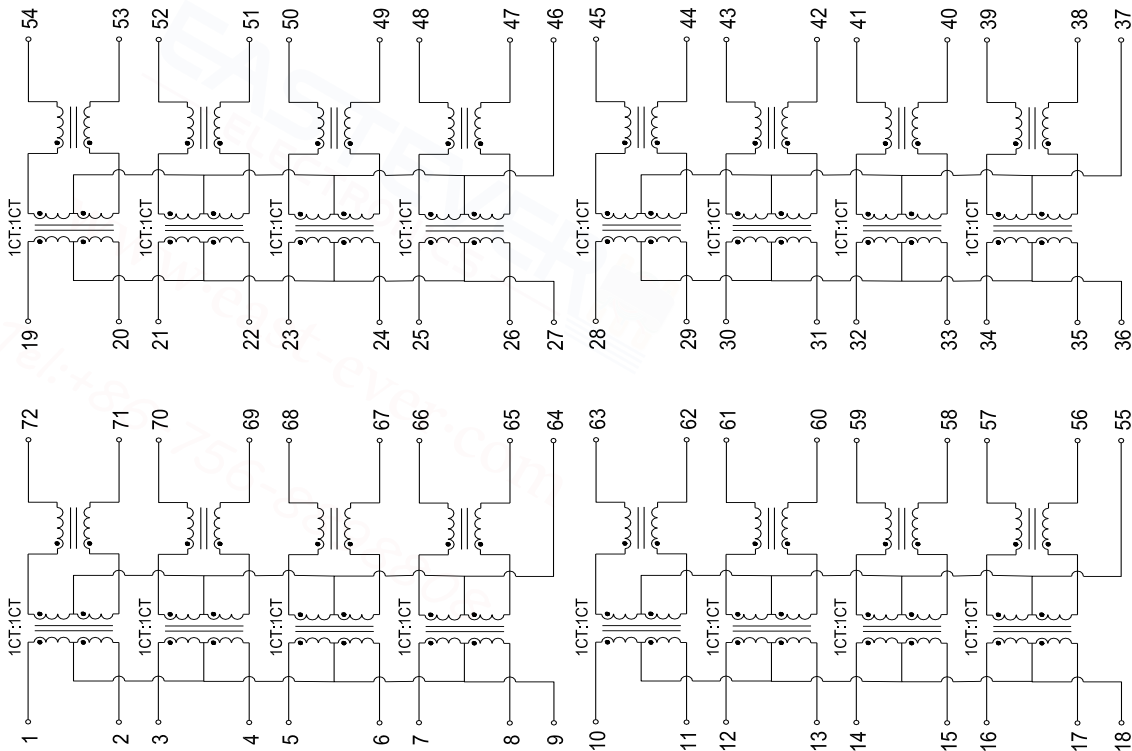 54 53 52 51 50 49 48 47 46 45 44 43 42 41 40 39 38 37
1CT:1CT 1CT:1CT 1CT:1CT 1CT:1CT 1CT:1CT 1CT:1CT 1CT:1CT 1CT:1CT
19 20 21 22 23 24 25 26 27 28 29 30 31 32 33 34 35 36
72 71 70 69 68 67 66 65 64 63 62 61 60 59 58 57 56 55
1CT:1CT 1CT:1CT 1CT:1CT 1CT:1CT 1CT:1CT 1CT:1CT 1CT:1CT 1CT:1CT
1 2 3 4 5 6 7 8 9 10 11 12 13 14 15 16 17 18
EASTEVER